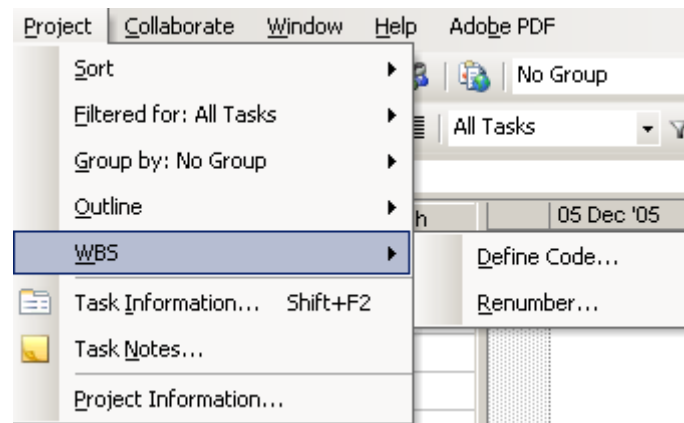 Project Collaborate Window Help Adobe PDF
Sort
No Group
Filtered for: All Tasks
All Tasks
Group by: No Group
Outline
h
05 Dec '05
WBS
Define Code...
Task Information... Shift+F2
Renumber...
Task Notes...
Project Information...